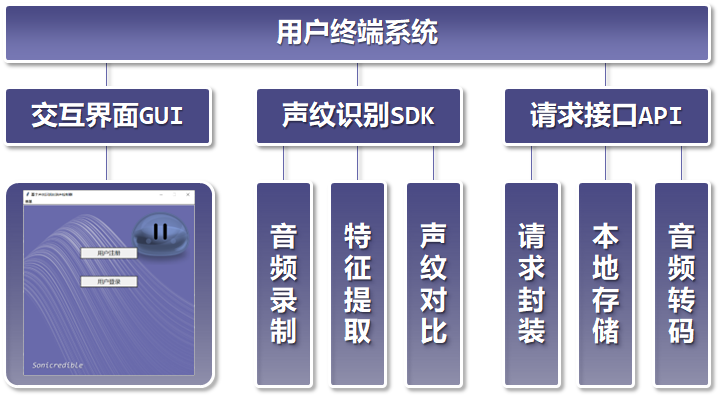 用户终端系统
交互界面GUI
声纹识别SDK
请求接口API
用户注册
用户登录
Sonicredible
音频录制
特征提取
声纹对比
请求封装
本地存储
音频转码